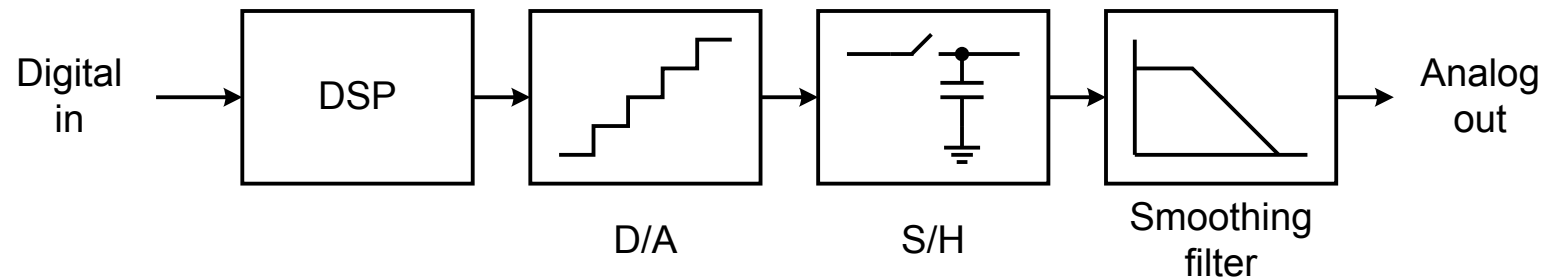 Digital
in
DSP
D/A
S/H
Smoothing
filter
Analog
out